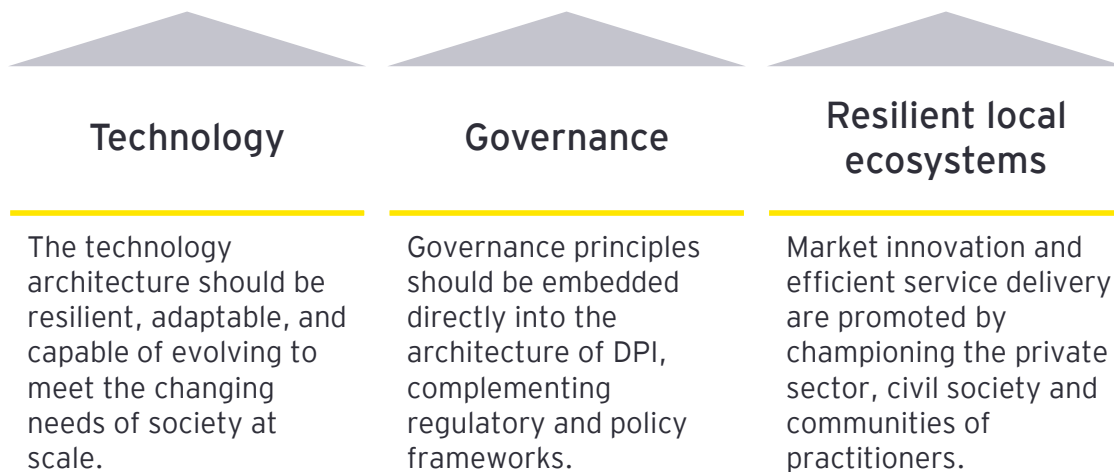 Technology
The technology
architecture should be
resilient, adaptable, and
capable of evolving to
meet the changing
needs of society at
scale.
Governance
Governance principles
should be embedded
directly into the
architecture of DPI,
complementing
regulatory and policy
frameworks.
Resilient local
ecosystems
Market innovation and
efficient service delivery
are promoted by
championing the private
sector, civil society and
communities of
practitioners.